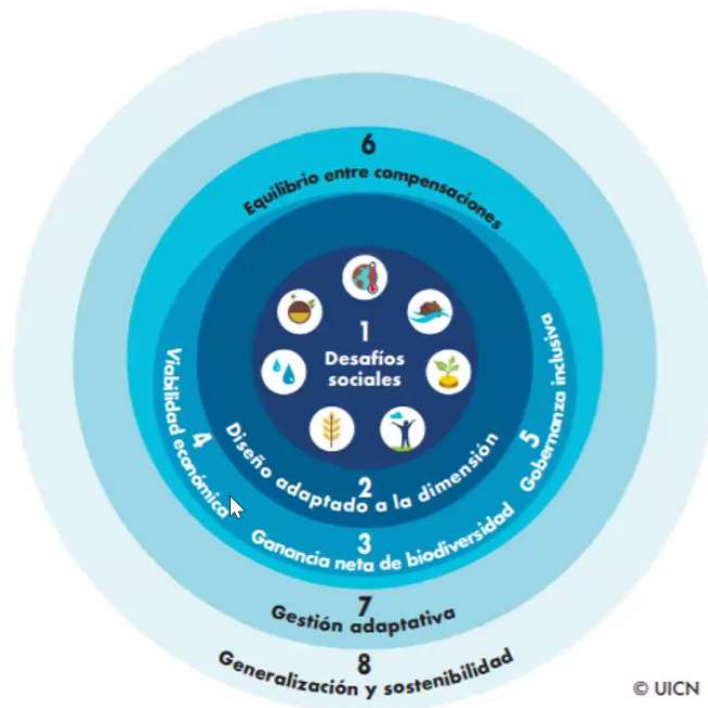 6
Equilibrio entre compensaciones
1
Desafíos
sociales
Viabilidad económica
4
5
Gobernanza inclusiva
Diseño adaptado a la dimensión
2
3
Ganancia neta de biodiversidad
7
Gestión adaptativa
8
Generalización y sostenibilidad
© UICN